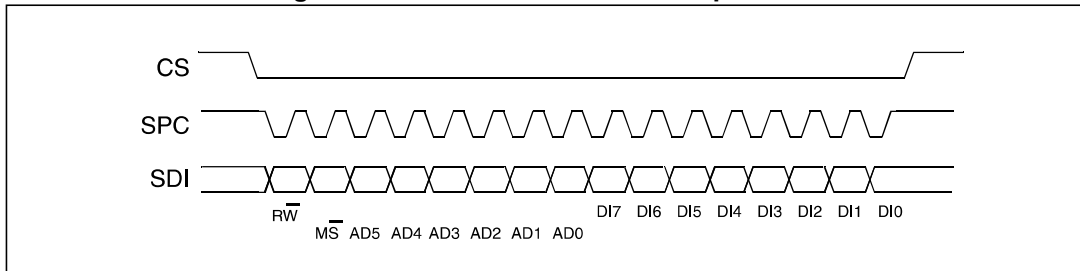 CS
SPC
SDI
RW̅
DI7 DI6 DI5 DI4 DI3 DI2 DI1 DI0
MS̅ AD5 AD4 AD3 AD2 AD1 AD0